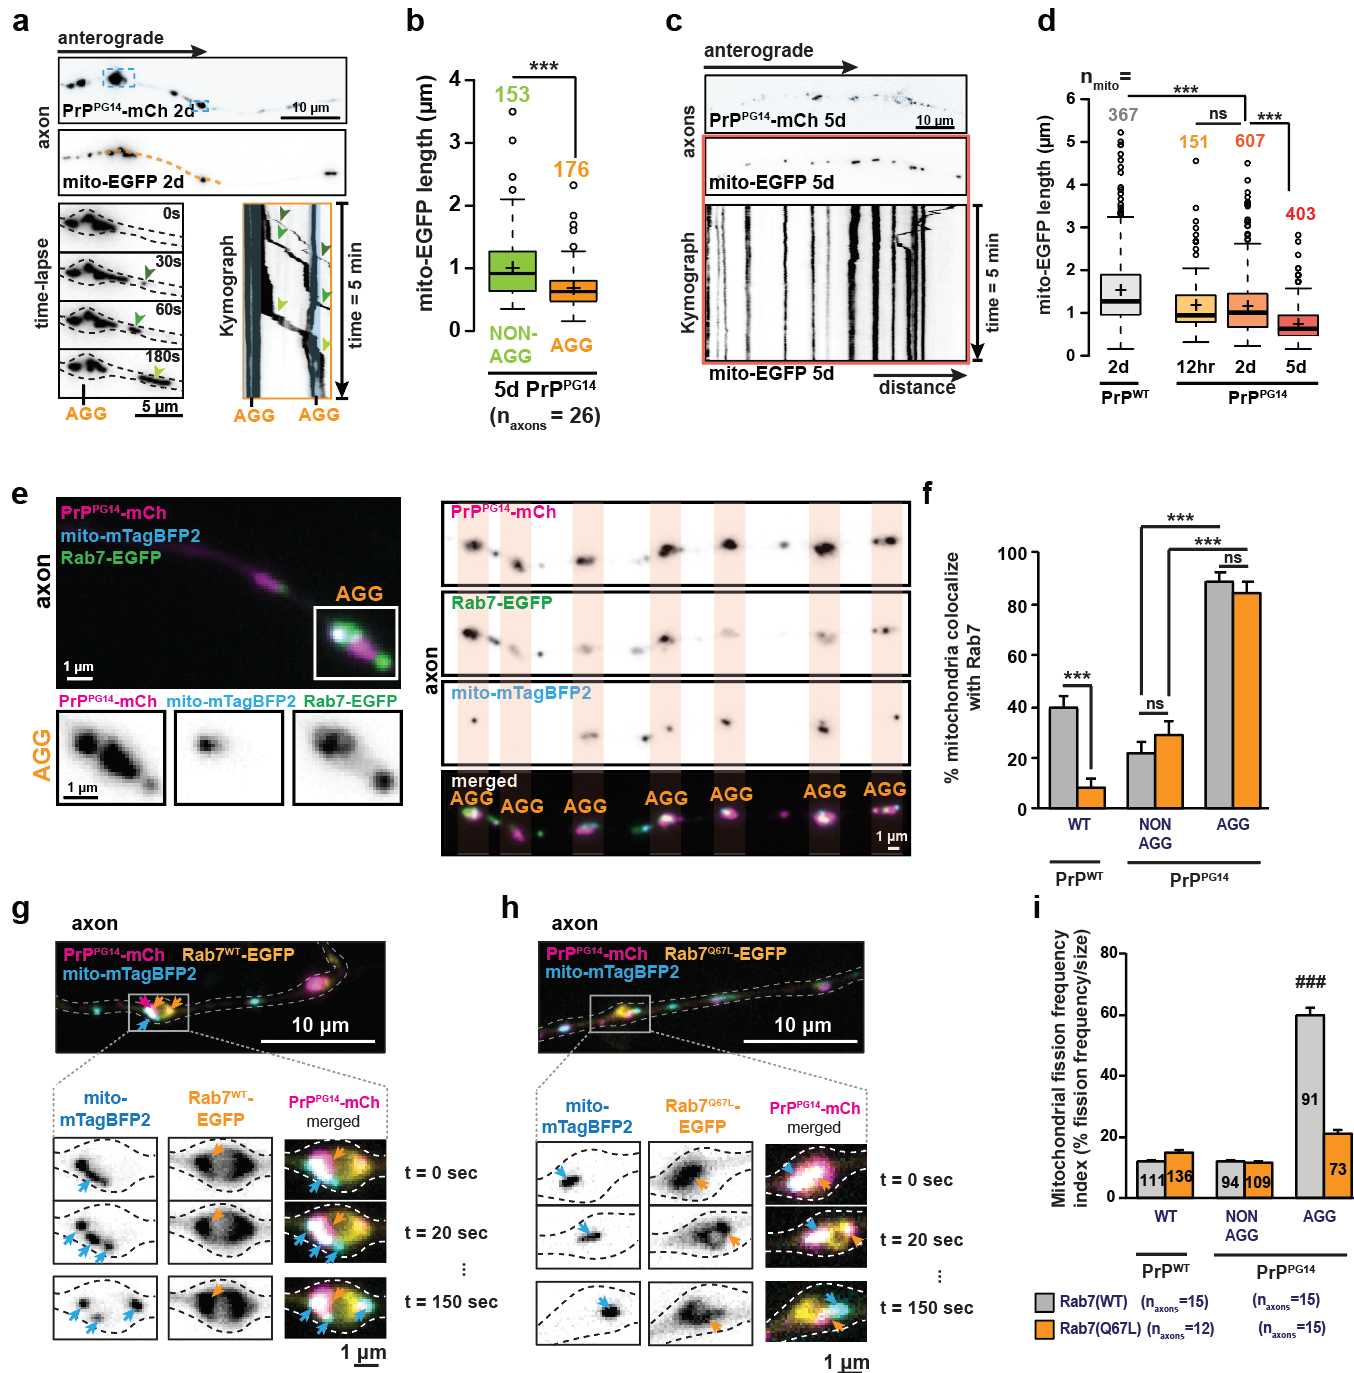 a
anterograde
axon
PrPPG14-mCh 2d
10 µm
mito-EGFP 2d
time-lapse
0s
30s
60s
180s
AGG
5 µm
Kymograph
time = 5 min
AGG
AGG
b
mito-EGFP length (µm)
4
3
2
1
0
***
153
176
NON-
AGG
AGG
5d PrPPG14
(naxons = 26)
c
anterograde
axons
PrPPG14-mCh 5d
10 µm
mito-EGFP 5d
Kymograph
time = 5 min
mito-EGFP 5d
distance
d
nmito =
mito-EGFP length (µm)
6
5
4
3
2
1
0
***
ns
***
367
151
607
403
2d
12hr
2d
5d
PrPWT
PrPPG14
e
axon
PrPPG14-mCh
mito-mTagBFP2
Rab7-EGFP
AGG
1 µm
PrPPG14-mCh
mito-mTagBFP2
Rab7-EGFP
AGG
1 µm
axon
PrPPG14-mCh
Rab7-EGFP
mito-mTagBFP2
merged
AGG
AGG
AGG
AGG
AGG
AGG
AGG
1 µm
f
% mitochondria colocalize
with Rab7
100
80
60
40
20
0
***
***
ns
***
ns
WT
NON
AGG
AGG
PrPWT
PrPPG14
g
axon
PrPPG14-mCh
Rab7WT-EGFP
mito-mTagBFP2
10 µm
mito-
mTagBFP2
Rab7WT-
EGFP
PrPPG14-mCh
merged
t = 0 sec
t = 20 sec
...
t = 150 sec
1 µm
h
axon
PrPPG14-mCh
Rab7Q67L-EGFP
mito-mTagBFP2
10 µm
mito-
mTagBFP2
Rab7Q67L-
EGFP
PrPPG14-mCh
merged
t = 0 sec
t = 20 sec
...
t = 150 sec
1 µm
i
Mitochondrial fission frequency
index (% fission frequency/size)
80
60
40
20
0
###
111
136
94
109
91
73
WT
NON
AGG
AGG
PrPWT
PrPPG14
Rab7(WT) (naxons=15) (naxons=15)
Rab7(Q67L) (naxons=12) (naxons=15)